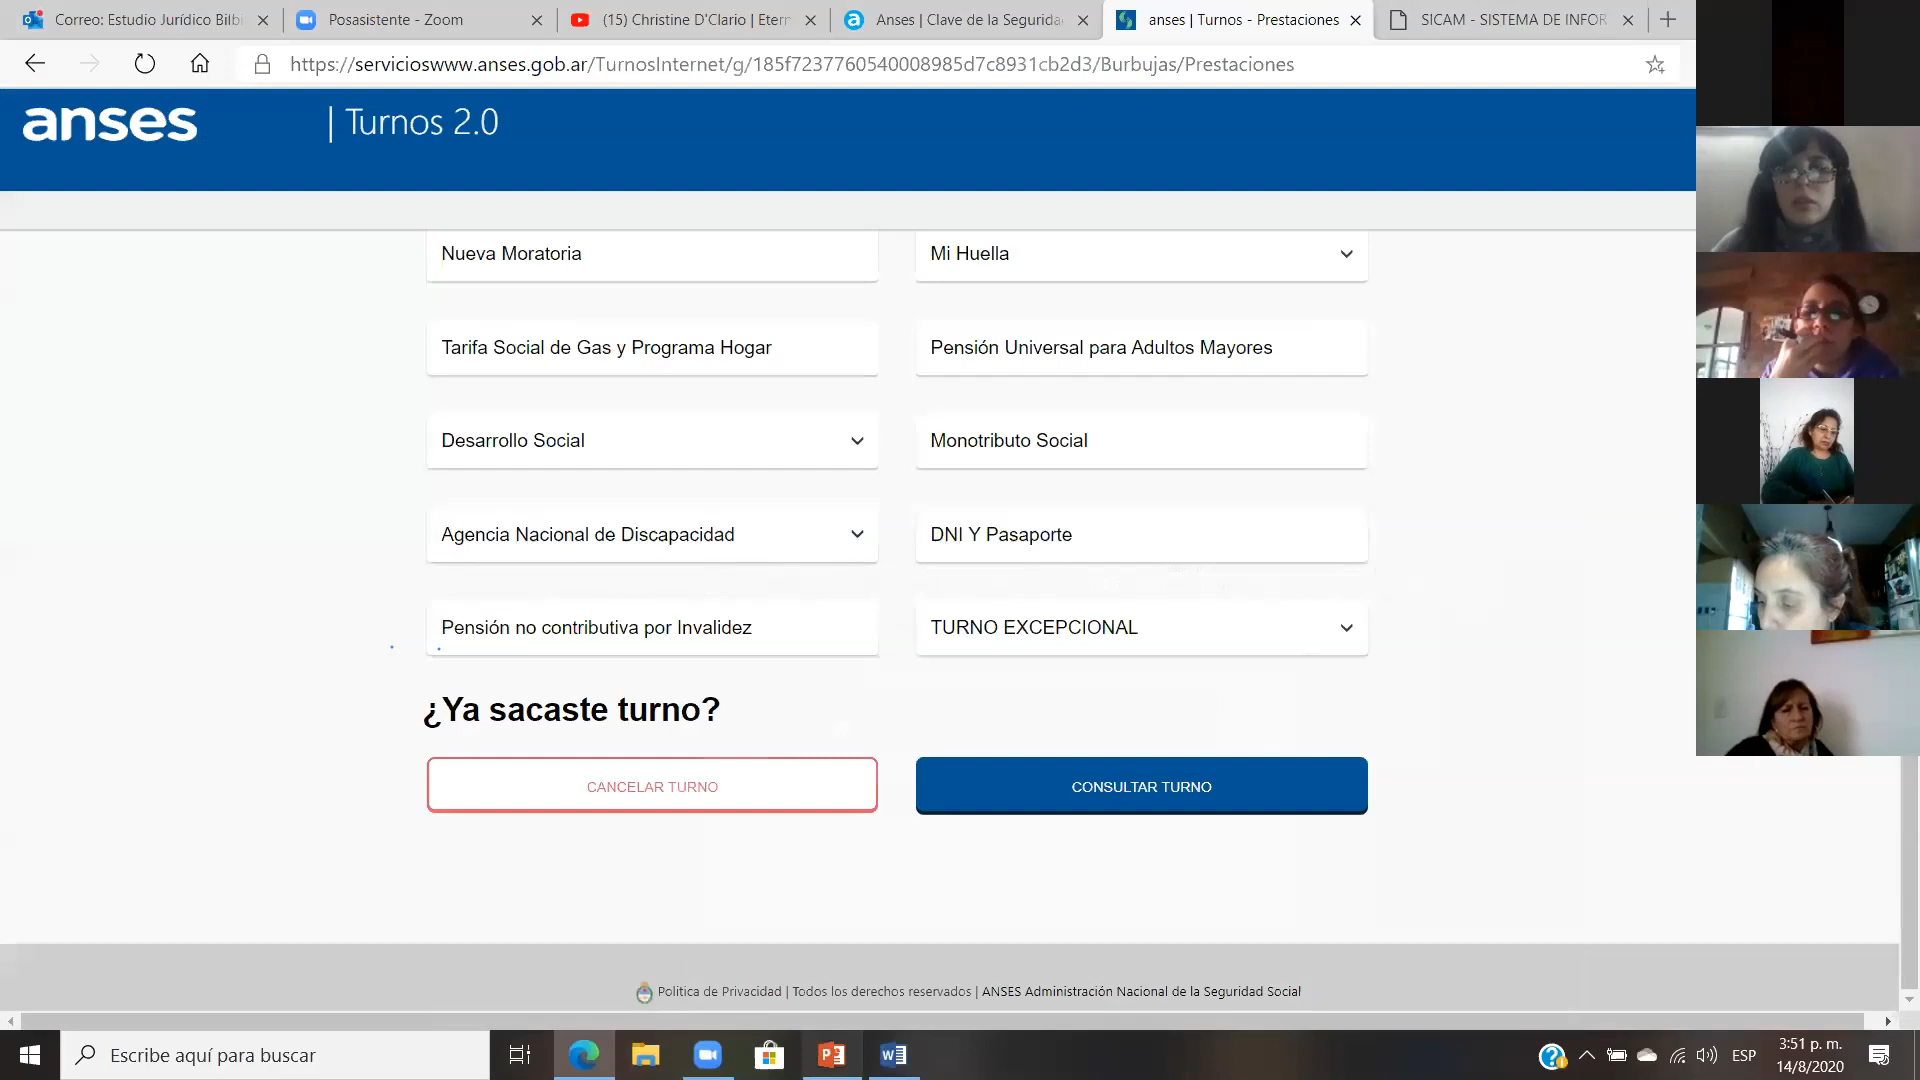 Correo: Estudio Jurídico Bilbi
Posasistente - Zoom
(15) Christine D'Clario | Etern
Anses | Clave de la Segurida
anses | Turnos - Prestaciones
SICAM - SISTEMA DE INFOR
https://servicioswww.anses.gob.ar/TurnosInternet/g/185f7237760540008985d7c8931cb2d3/Burbujas/Prestaciones
anses | Turnos 2.0
Nueva Moratoria
Mi Huella
Tarifa Social de Gas y Programa Hogar
Pensión Universal para Adultos Mayores
Desarrollo Social
Monotributo Social
Agencia Nacional de Discapacidad
DNI Y Pasaporte
Pensión no contributiva por Invalidez
TURNO EXCEPCIONAL
¿Ya sacaste turno?
CANCELAR TURNO
CONSULTAR TURNO
Politica de Privacidad | Todos los derechos reservados | ANSES Administración Nacional de la Seguridad Social
Escribe aquí para buscar
ESP
3:51 p. m.
14/8/2020